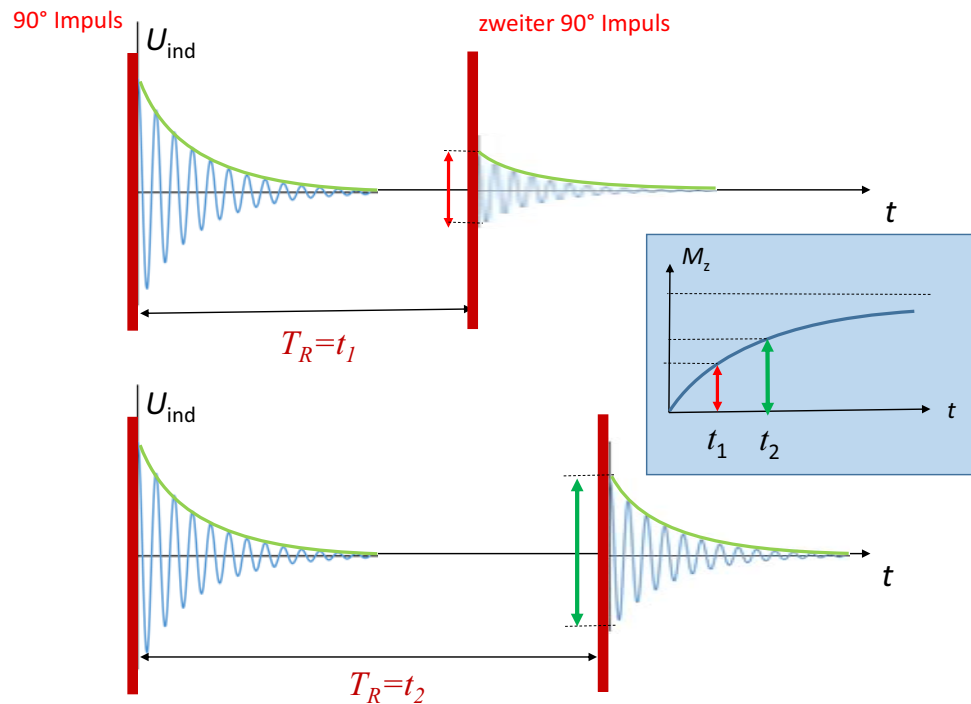 90° Impuls
zweiter 90° Impuls
U_ind
t
T_R=t_1
M_z
t
t_1
t_2
U_ind
t
T_R=t_2